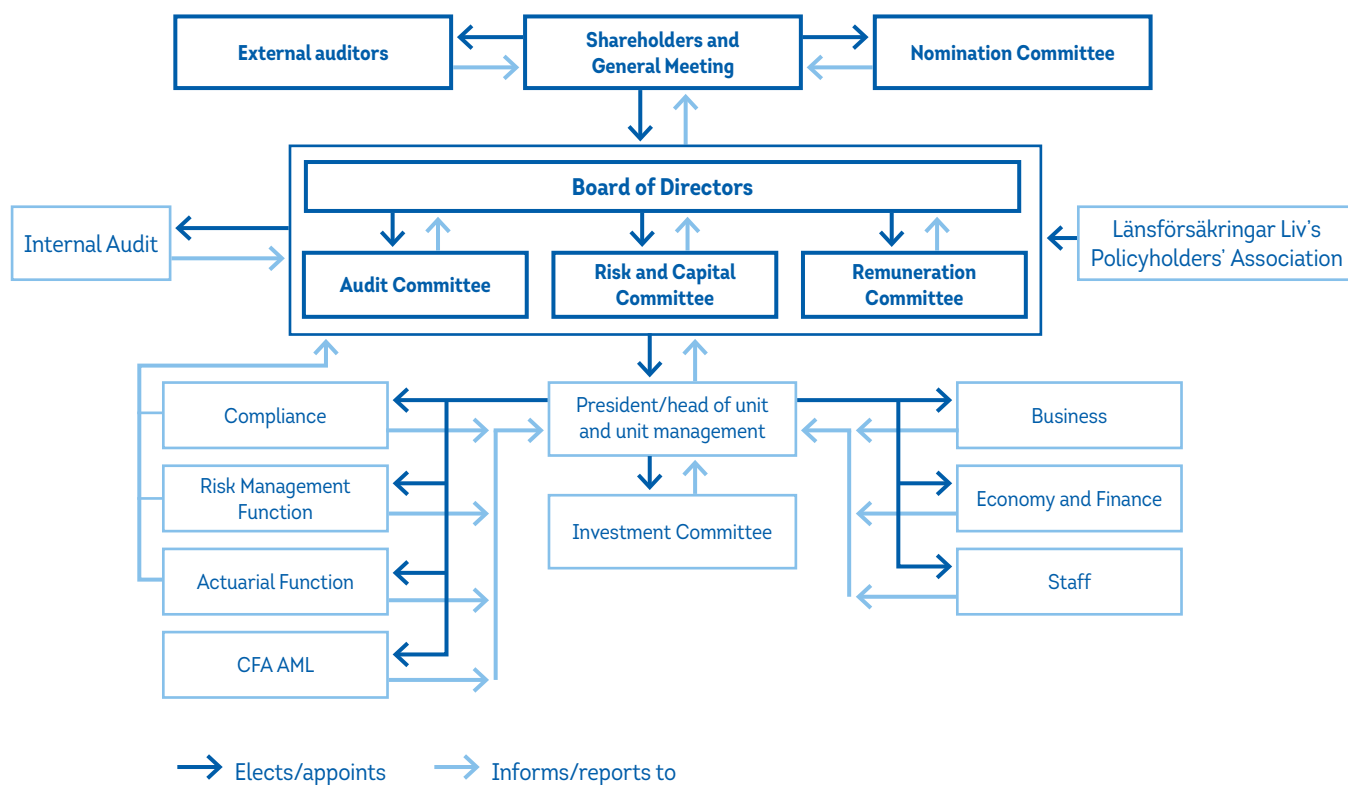 External auditors
Shareholders and
General Meeting
Nomination Committee
Board of Directors
Internal Audit
Länsförsäkringar Liv's
Policyholders' Association
Audit Committee
Risk and Capital
Committee
Remuneration
Committee
Compliance
President/head of unit
and unit management
Business
Risk Management
Function
Investment Committee
Economy and Finance
Actuarial Function
Staff
CFA AML
Elects/appoints
Informs/reports to